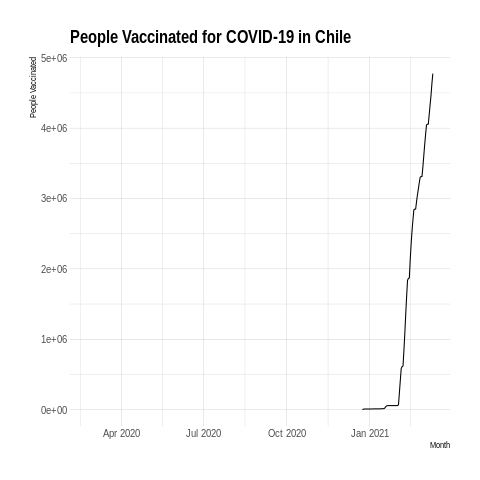 People Vaccinated for COVID-19 in Chile
People Vaccinated
5e+06
4e+06
3e+06
2e+06
1e+06
0e+00
Apr 2020 Jul 2020 Oct 2020 Jan 2021
Month